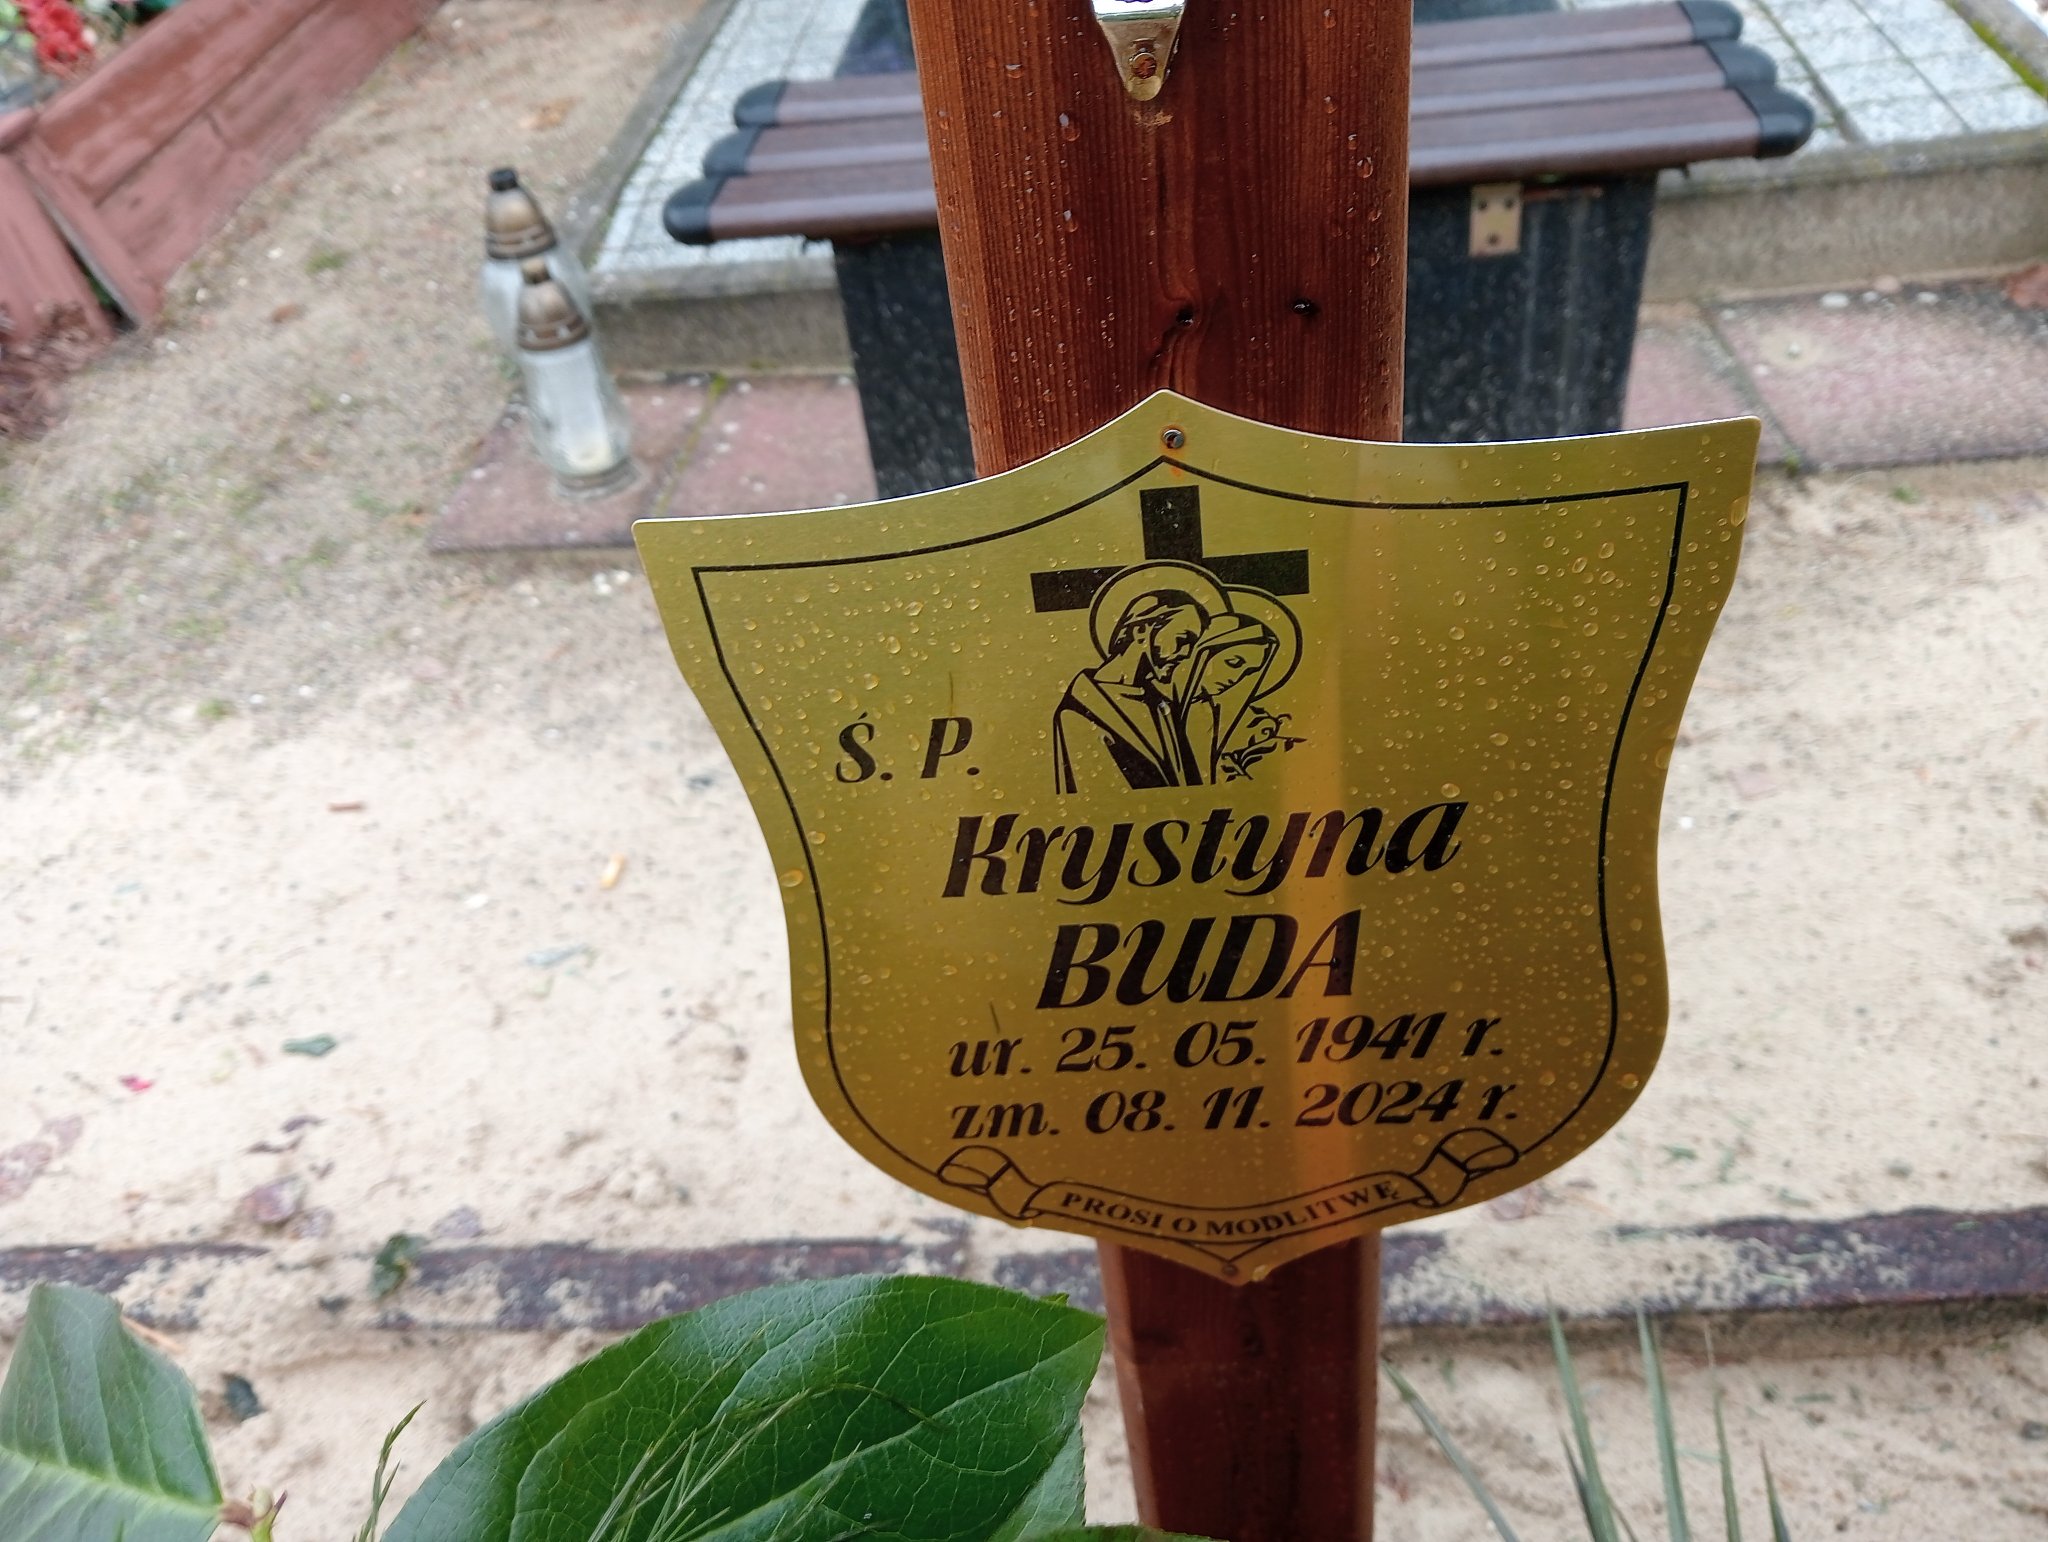 Ś. P.
Krystyna
BUDA
ur. 25. 05. 1941 r.
zm. 08. 11. 2024 r.
PROSI O MODLITWĘ